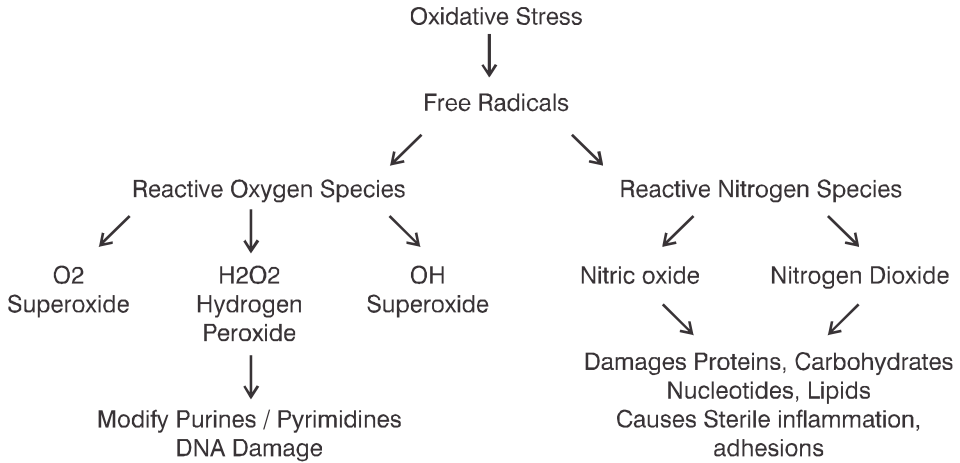 Oxidative Stress
Free Radicals
Reactive Oxygen Species
Reactive Nitrogen Species
O2
Superoxide
H2O2
Hydrogen
Peroxide
OH
Superoxide
Nitric oxide
Nitrogen Dioxide
Modify Purines / Pyrimidines
DNA Damage
Damages Proteins, Carbohydrates
Nucleotides, Lipids
Causes Sterile inflammation,
adhesions